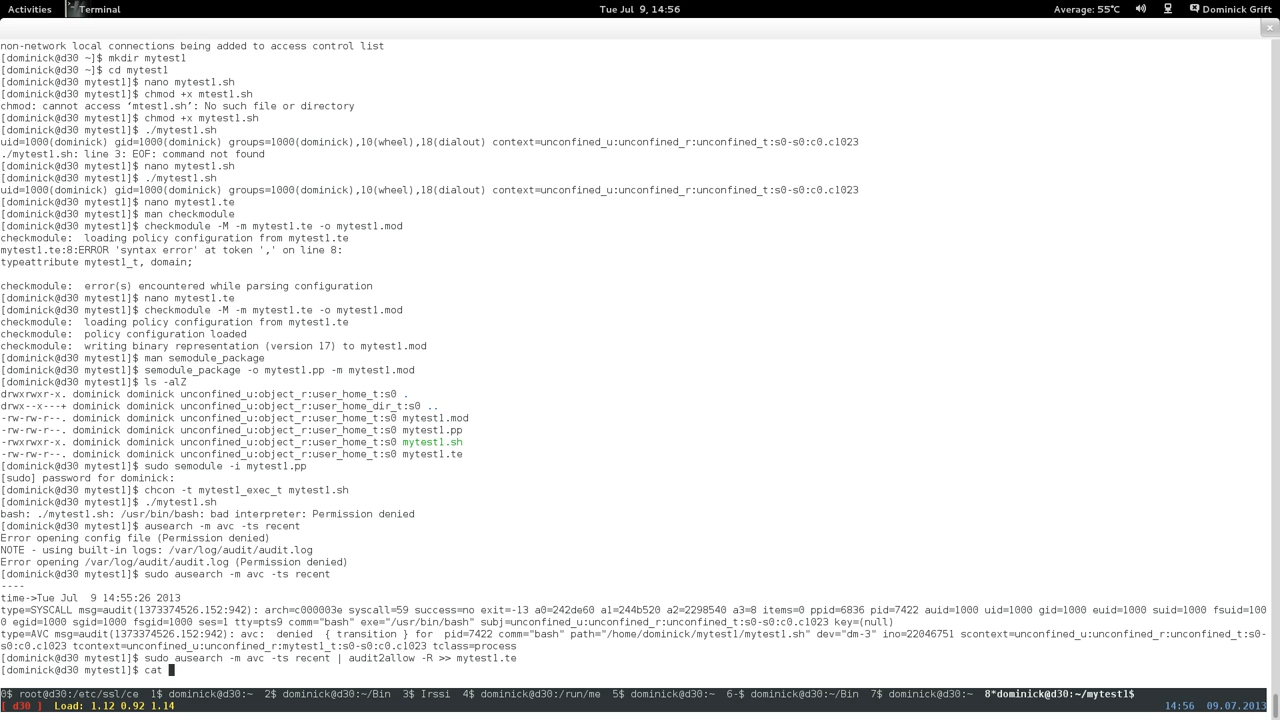 Activities Terminal Tue Jul 9, 14:56 Average: 55°C Dominick Grift
non-network local connections being added to access control list
[dominick@d30 ~]$ mkdir mytest1
[dominick@d30 ~]$ cd mytest1
[dominick@d30 mytest1]$ nano mytest1.sh
[dominick@d30 mytest1]$ chmod +x mtest1.sh
chmod: cannot access ‘mtest1.sh’: No such file or directory
[dominick@d30 mytest1]$ chmod +x mytest1.sh
[dominick@d30 mytest1]$ ./mytest1.sh
uid=1000(dominick) gid=1000(dominick) groups=1000(dominick),10(wheel),18(dialout) context=unconfined_u:unconfined_r:unconfined_t:s0-s0:c0.c1023
./mytest1.sh: line 3: EOF: command not found
[dominick@d30 mytest1]$ nano mytest1.sh
[dominick@d30 mytest1]$ ./mytest1.sh
uid=1000(dominick) gid=1000(dominick) groups=1000(dominick),10(wheel),18(dialout) context=unconfined_u:unconfined_r:unconfined_t:s0-s0:c0.c1023
[dominick@d30 mytest1]$ nano mytest1.te
[dominick@d30 mytest1]$ man checkmodule
[dominick@d30 mytest1]$ checkmodule -M -m mytest1.te -o mytest1.mod
checkmodule:  loading policy configuration from mytest1.te
mytest1.te:8:ERROR 'syntax error' at token ',' on line 8:
typeattribute mytest1_t, domain;
checkmodule:  error(s) encountered while parsing configuration
[dominick@d30 mytest1]$ nano mytest1.te
[dominick@d30 mytest1]$ checkmodule -M -m mytest1.te -o mytest1.mod
checkmodule:  loading policy configuration from mytest1.te
checkmodule:  policy configuration loaded
checkmodule:  writing binary representation (version 17) to mytest1.mod
[dominick@d30 mytest1]$ man semodule_package
[dominick@d30 mytest1]$ semodule_package -o mytest1.pp -m mytest1.mod
[dominick@d30 mytest1]$ ls -alZ
drwxrwxr-x. dominick dominick unconfined_u:object_r:user_home_t:s0 .
drwx--x---+ dominick dominick unconfined_u:object_r:user_home_dir_t:s0 ..
-rw-rw-r--. dominick dominick unconfined_u:object_r:user_home_t:s0 mytest1.mod
-rw-rw-r--. dominick dominick unconfined_u:object_r:user_home_t:s0 mytest1.pp
-rwxrwxr-x. dominick dominick unconfined_u:object_r:user_home_t:s0 mytest1.sh
-rw-rw-r--. dominick dominick unconfined_u:object_r:user_home_t:s0 mytest1.te
[dominick@d30 mytest1]$ sudo semodule -i mytest1.pp
[sudo] password for dominick:
[dominick@d30 mytest1]$ chcon -t mytest1_exec_t mytest1.sh
[dominick@d30 mytest1]$ ./mytest1.sh
bash: ./mytest1.sh: /usr/bin/bash: bad interpreter: Permission denied
[dominick@d30 mytest1]$ ausearch -m avc -ts recent
Error opening config file (Permission denied)
NOTE - using built-in logs: /var/log/audit/audit.log
Error opening /var/log/audit/audit.log (Permission denied)
[dominick@d30 mytest1]$ sudo ausearch -m avc -ts recent
----
time->Tue Jul  9 14:55:26 2013
type=SYSCALL msg=audit(1373374526.152:942): arch=c000003e syscall=59 success=no exit=-13 a0=242de60 a1=244b520 a2=2298540 a3=8 items=0 ppid=6836 pid=7422 auid=1000 uid=1000 gid=1000 euid=1000 suid=1000 fsuid=100
0 egid=1000 sgid=1000 fsgid=1000 ses=1 tty=pts9 comm="bash" exe="/usr/bin/bash" subj=unconfined_u:unconfined_r:unconfined_t:s0-s0:c0.c1023 key=(null)
type=AVC msg=audit(1373374526.152:942): avc:  denied  { transition } for  pid=7422 comm="bash" path="/home/dominick/mytest1/mytest1.sh" dev="dm-3" ino=22046751 scontext=unconfined_u:unconfined_r:unconfined_t:s0-
s0:c0.c1023 tcontext=unconfined_u:unconfined_r:mytest1_t:s0-s0:c0.c1023 tclass=process
[dominick@d30 mytest1]$ sudo ausearch -m avc -ts recent | audit2allow -R >> mytest1.te
[dominick@d30 mytest1]$ cat
0$ root@d30:/etc/ssl/ce  1$ dominick@d30:~  2$ dominick@d30:~/Bin  3$ Irssi  4$ dominick@d30:/run/me  5$ dominick@d30:~  6-$ dominick@d30:~/Bin  7$ dominick@d30:~  8*dominick@d30:~/mytest1$
[ d30 ]  Load: 1.12 0.92 1.14 14:56  09.07.2013